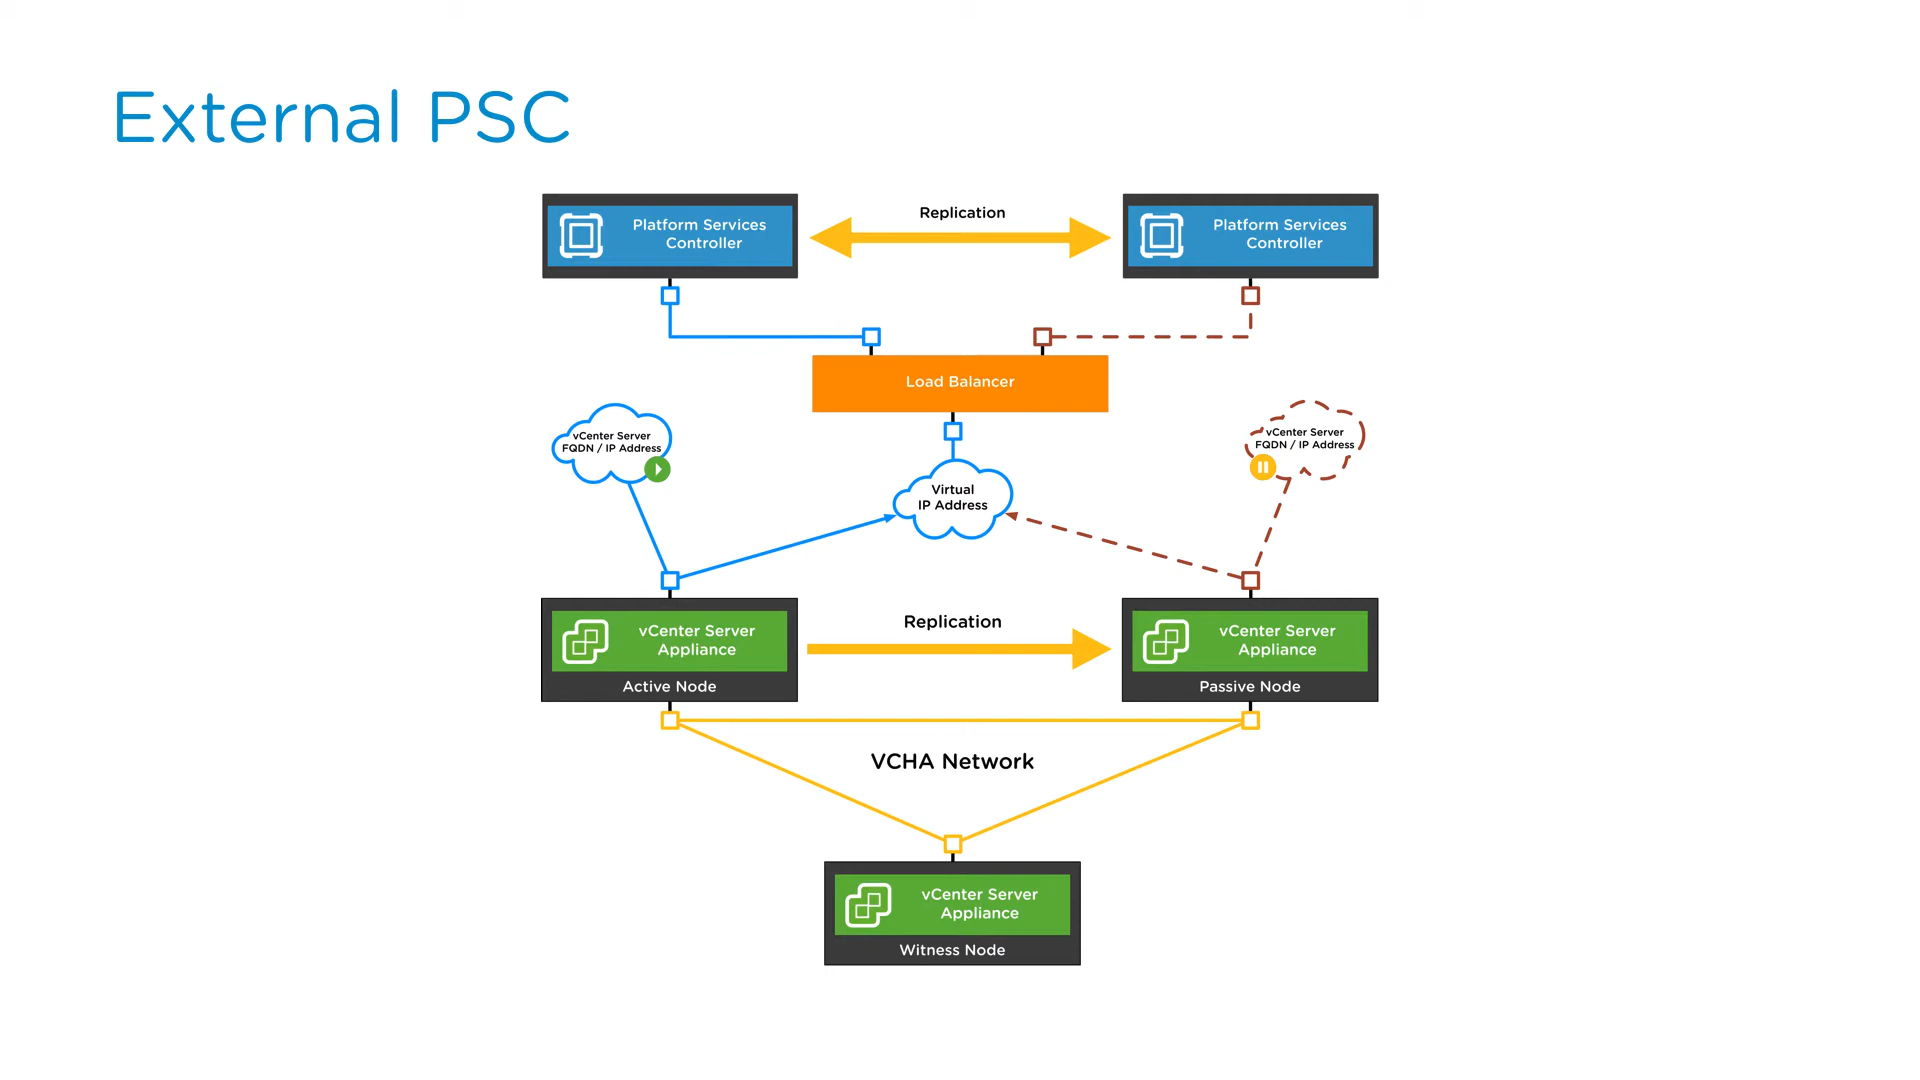 External PSC
Platform Services
Controller
Replication
Platform Services
Controller
Load Balancer
vCenter Server
FQDN / IP Address
vCenter Server
FQDN / IP Address
Virtual
IP Address
vCenter Server
Appliance
Active Node
Replication
vCenter Server
Appliance
Passive Node
VCHA Network
vCenter Server
Appliance
Witness Node